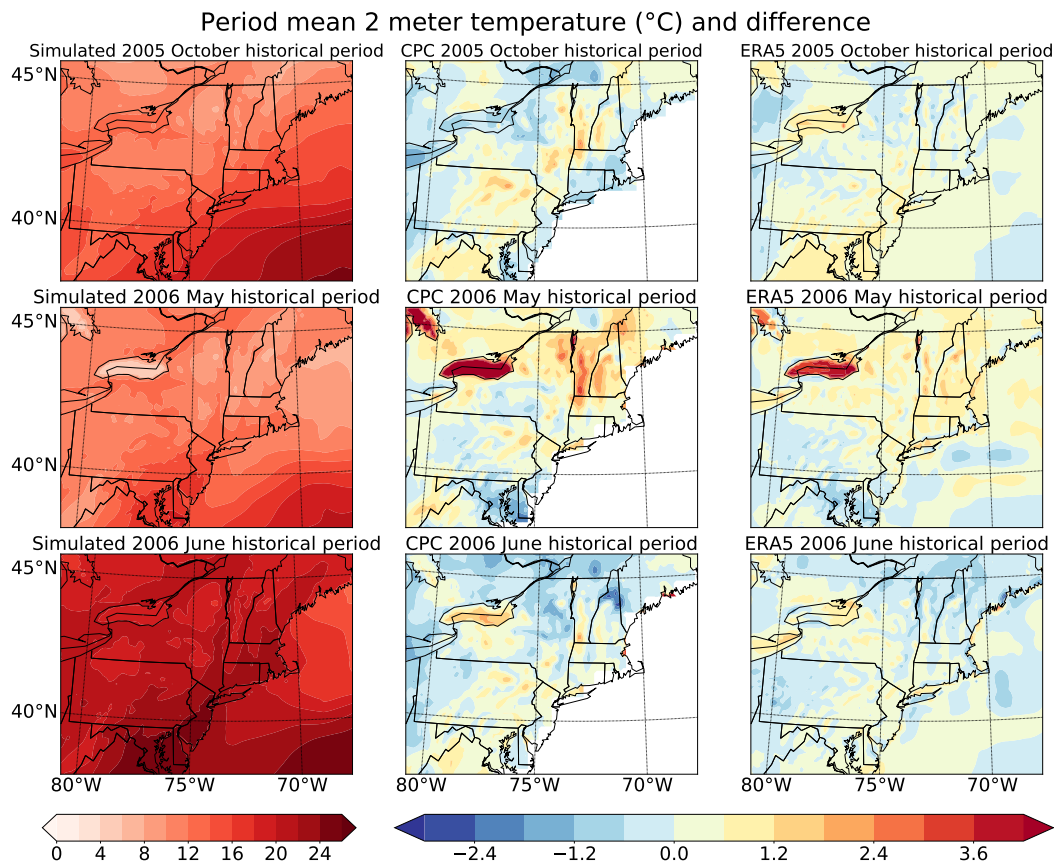 Period mean 2 meter temperature (°C) and difference
Simulated 2005 October historical period
CPC 2005 October historical period
ERA5 2005 October historical period
45°N
40°N
Simulated 2006 May historical period
CPC 2006 May historical period
ERA5 2006 May historical period
45°N
40°N
Simulated 2006 June historical period
CPC 2006 June historical period
ERA5 2006 June historical period
45°N
40°N
80°W 75°W 70°W
80°W 75°W 70°W
80°W 75°W 70°W
0 4 8 12 16 20 24
−2.4 −1.2 0.0 1.2 2.4 3.6